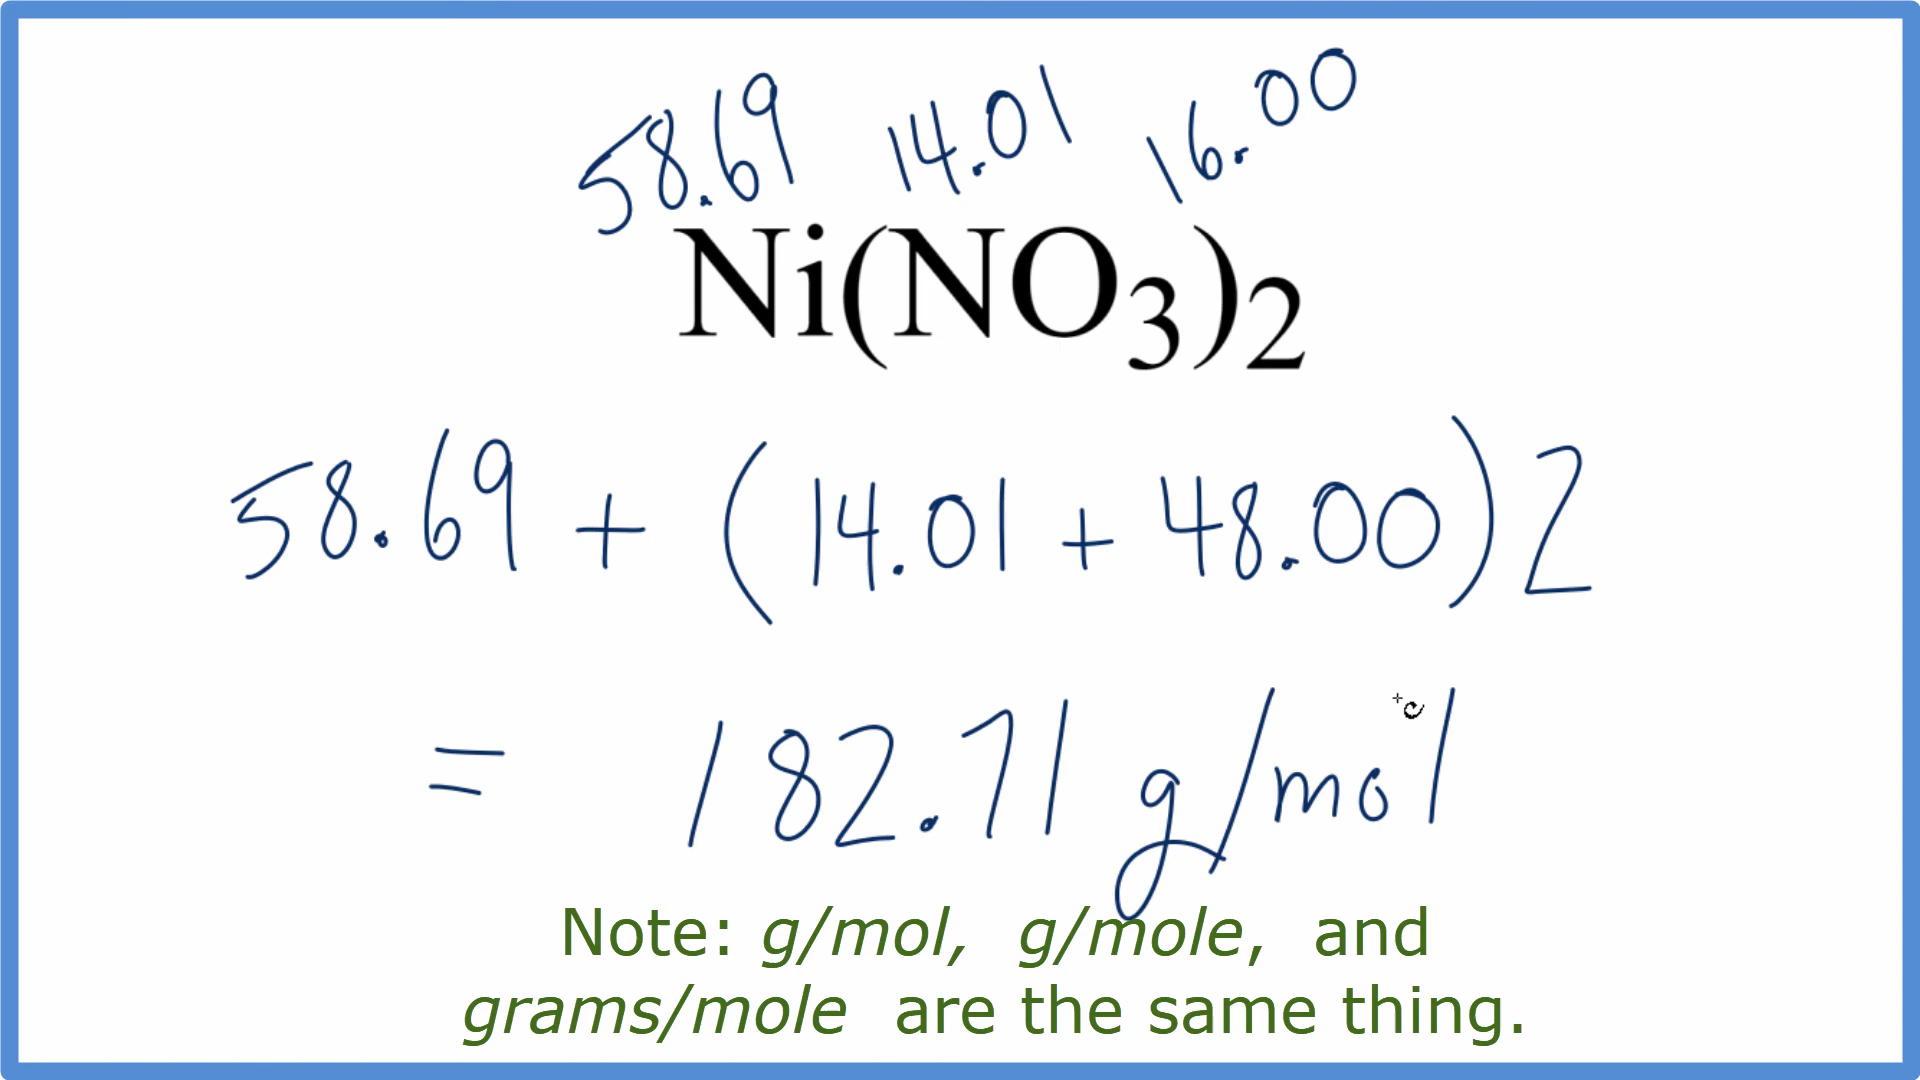 58.69 14.01 16.00
Ni(NO3)2
58.69 + (14.01 + 48.00)2
= 182.71 g/mol
Note: g/mol, g/mole, and
grams/mole are the same thing.